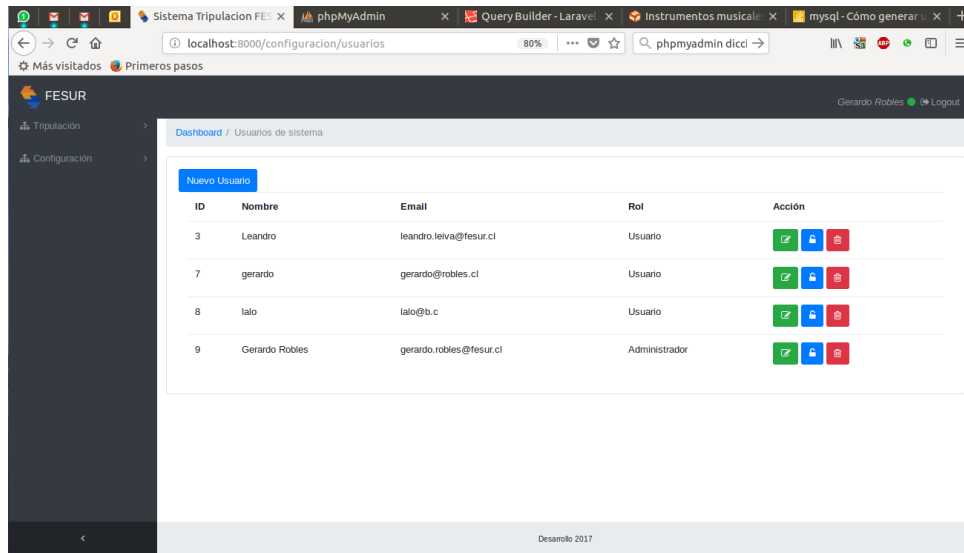 Sistema Tripulacion FES
phpMyAdmin
Query Builder - Laravel
Instrumentos musicale
mysql - Cómo generar u
localhost:8000/configuracion/usuarios
80%
phpmyadmin dicci
Más visitados
Primeros pasos
FESUR
Gerardo Robles
Logout
Tripulación
Configuración
Dashboard / Usuarios de sistema
Nuevo Usuario
ID Nombre Email Rol Acción
3 Leandro leandro.leiva@fesur.cl Usuario
7 gerardo gerardo@robles.cl Usuario
8 lalo lalo@b.c Usuario
9 Gerardo Robles gerardo.robles@fesur.cl Administrador
Desarrollo 2017